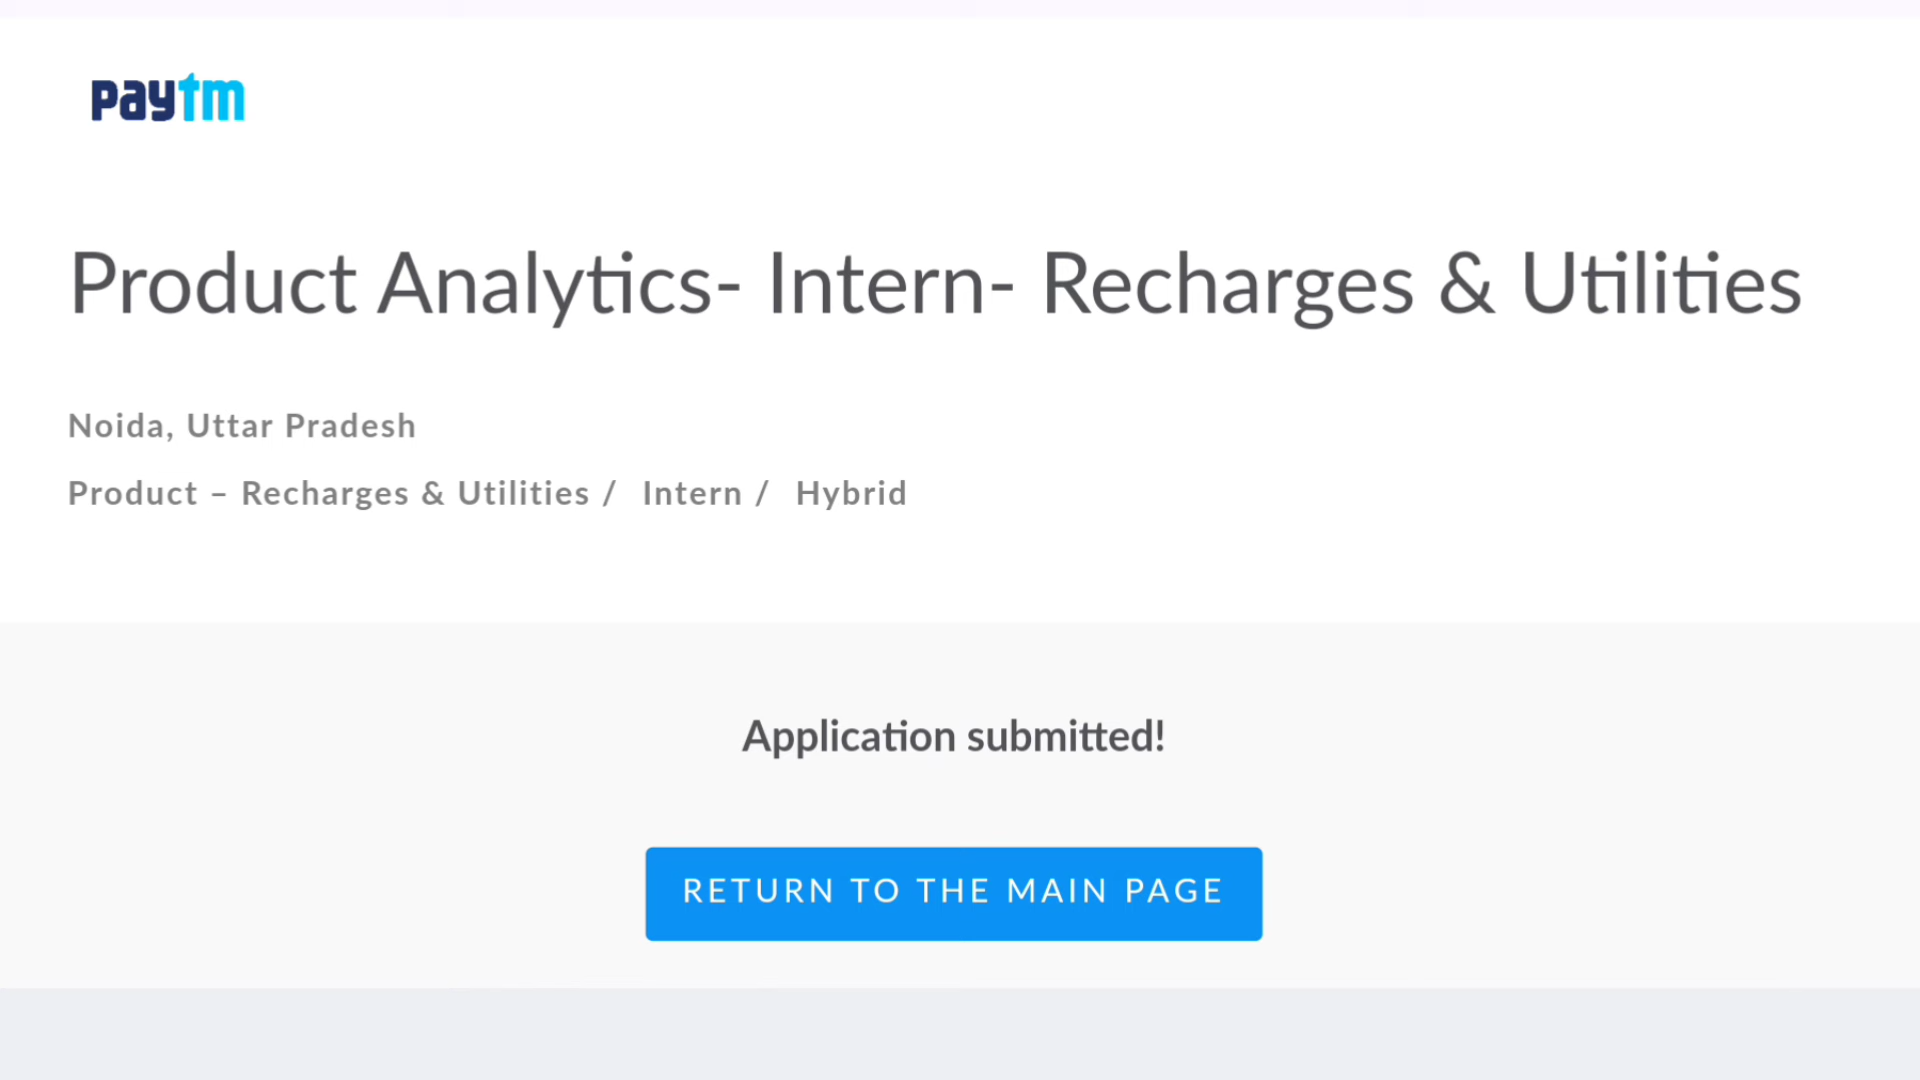 paytm
Product Analytics- Intern- Recharges & Utilities
Noida, Uttar Pradesh
Product – Recharges & Utilities / Intern / Hybrid
Application submitted!
RETURN TO THE MAIN PAGE